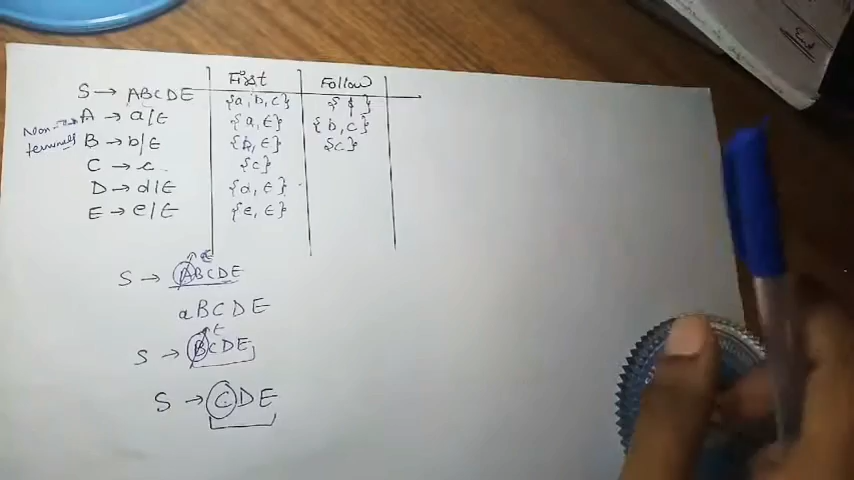 First Follow
S → ABCDE {a, b, c} { $ }
Non-terminals A → a/ϵ {a, ϵ} {b, c}
B → b/ϵ {b, ϵ} {c}
C → c {c}
D → d/ϵ {d, ϵ}
E → e/ϵ {e, ϵ}
ϵ
S → ABCDE
aBCDE
ϵ
S → BCDE
S → CDE